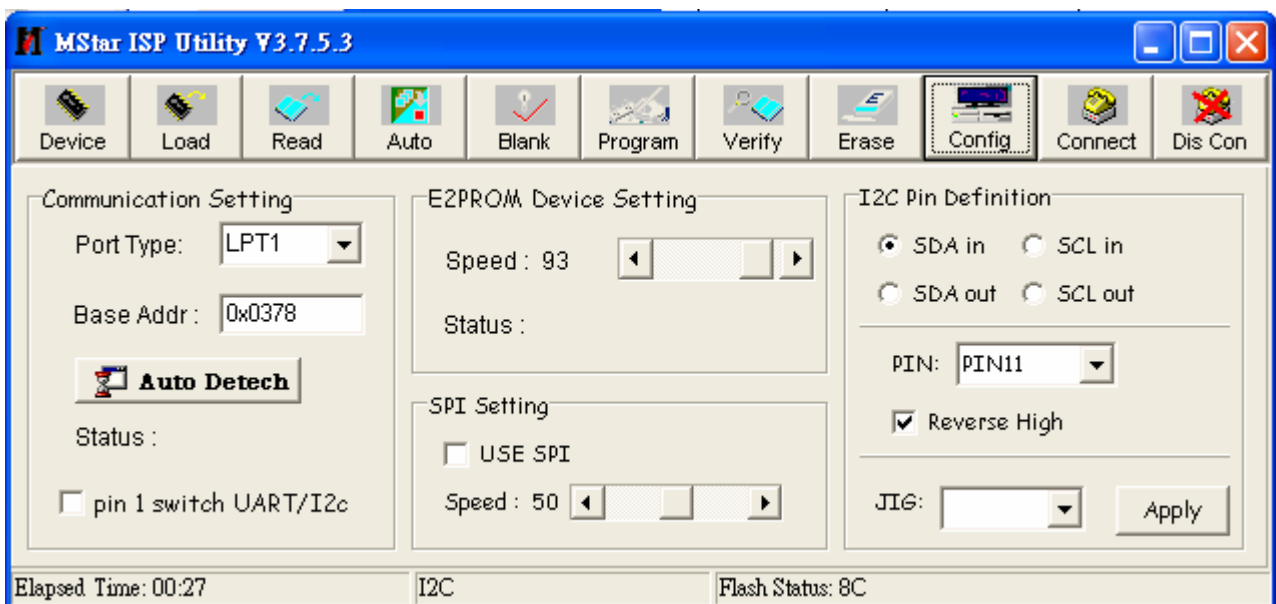 MStar ISP Utility V3.7.5.3
Device Load Read Auto Blank Program Verify Erase Config Connect Dis Con
Communication Setting
Port Type: LPT1
Base Addr : 0x0378
Auto Detech
Status :
pin 1 switch UART/I2c
E2PROM Device Setting
Speed : 93
Status :
SPI Setting
USE SPI
Speed : 50
I2C Pin Definition
SDA in SCL in
SDA out SCL out
PIN: PIN11
Reverse High
JIG: Apply
Elapsed Time: 00:27 I2C Flash Status: 8C